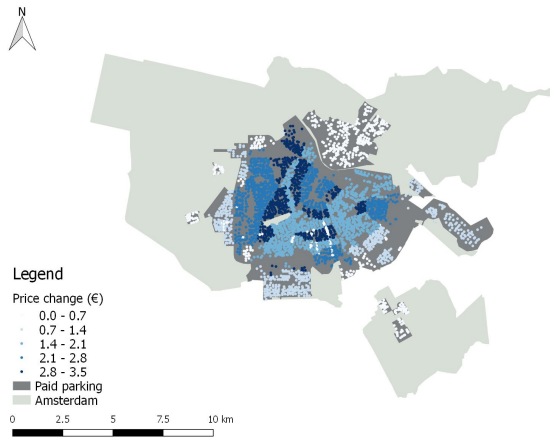 N
Legend
Price change (€)
0.0 - 0.7
0.7 - 1.4
1.4 - 2.1
2.1 - 2.8
2.8 - 3.5
Paid parking
Amsterdam
0 2.5 5 7.5 10 km